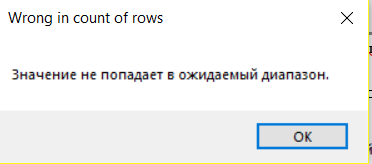 Wrong in count of rows
Значение не попадает в ожидаемый диапазон.
OK